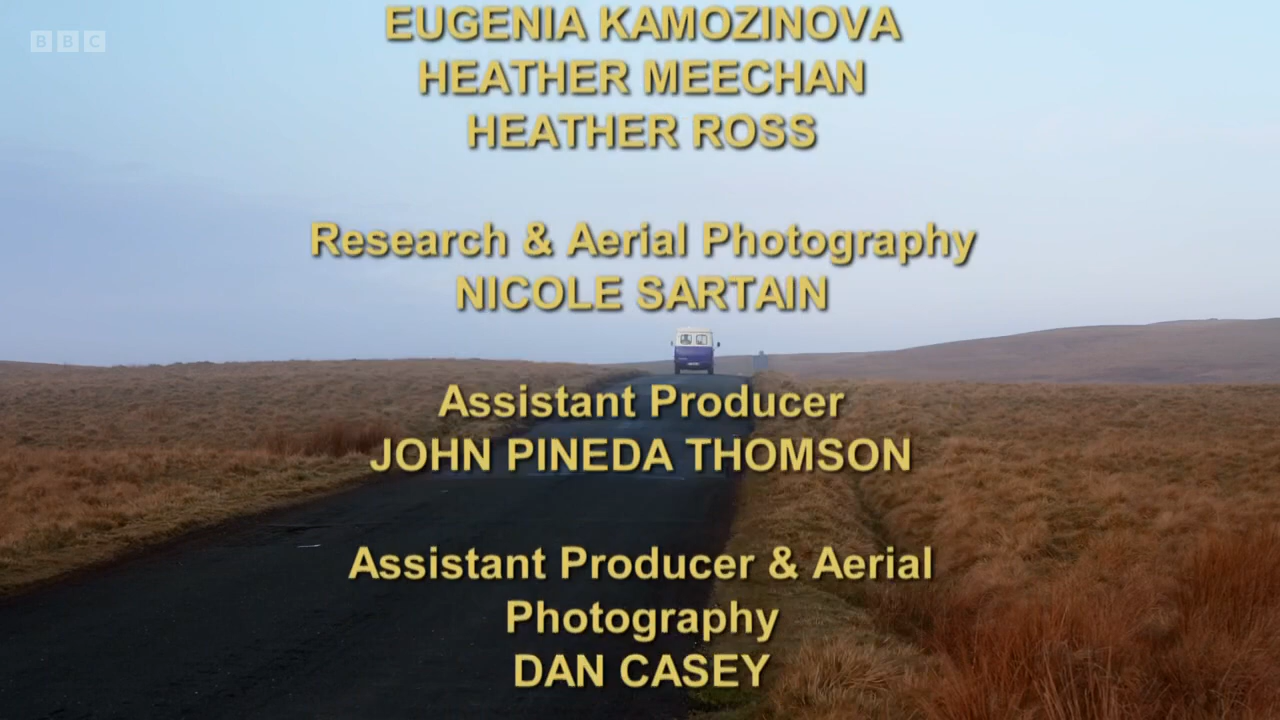 BBC
EUGENIA KAMOZINOVA
HEATHER MEECHAN
HEATHER ROSS
Research & Aerial Photography
NICOLE SARTAIN
Assistant Producer
JOHN PINEDA THOMSON
Assistant Producer & Aerial
Photography
DAN CASEY